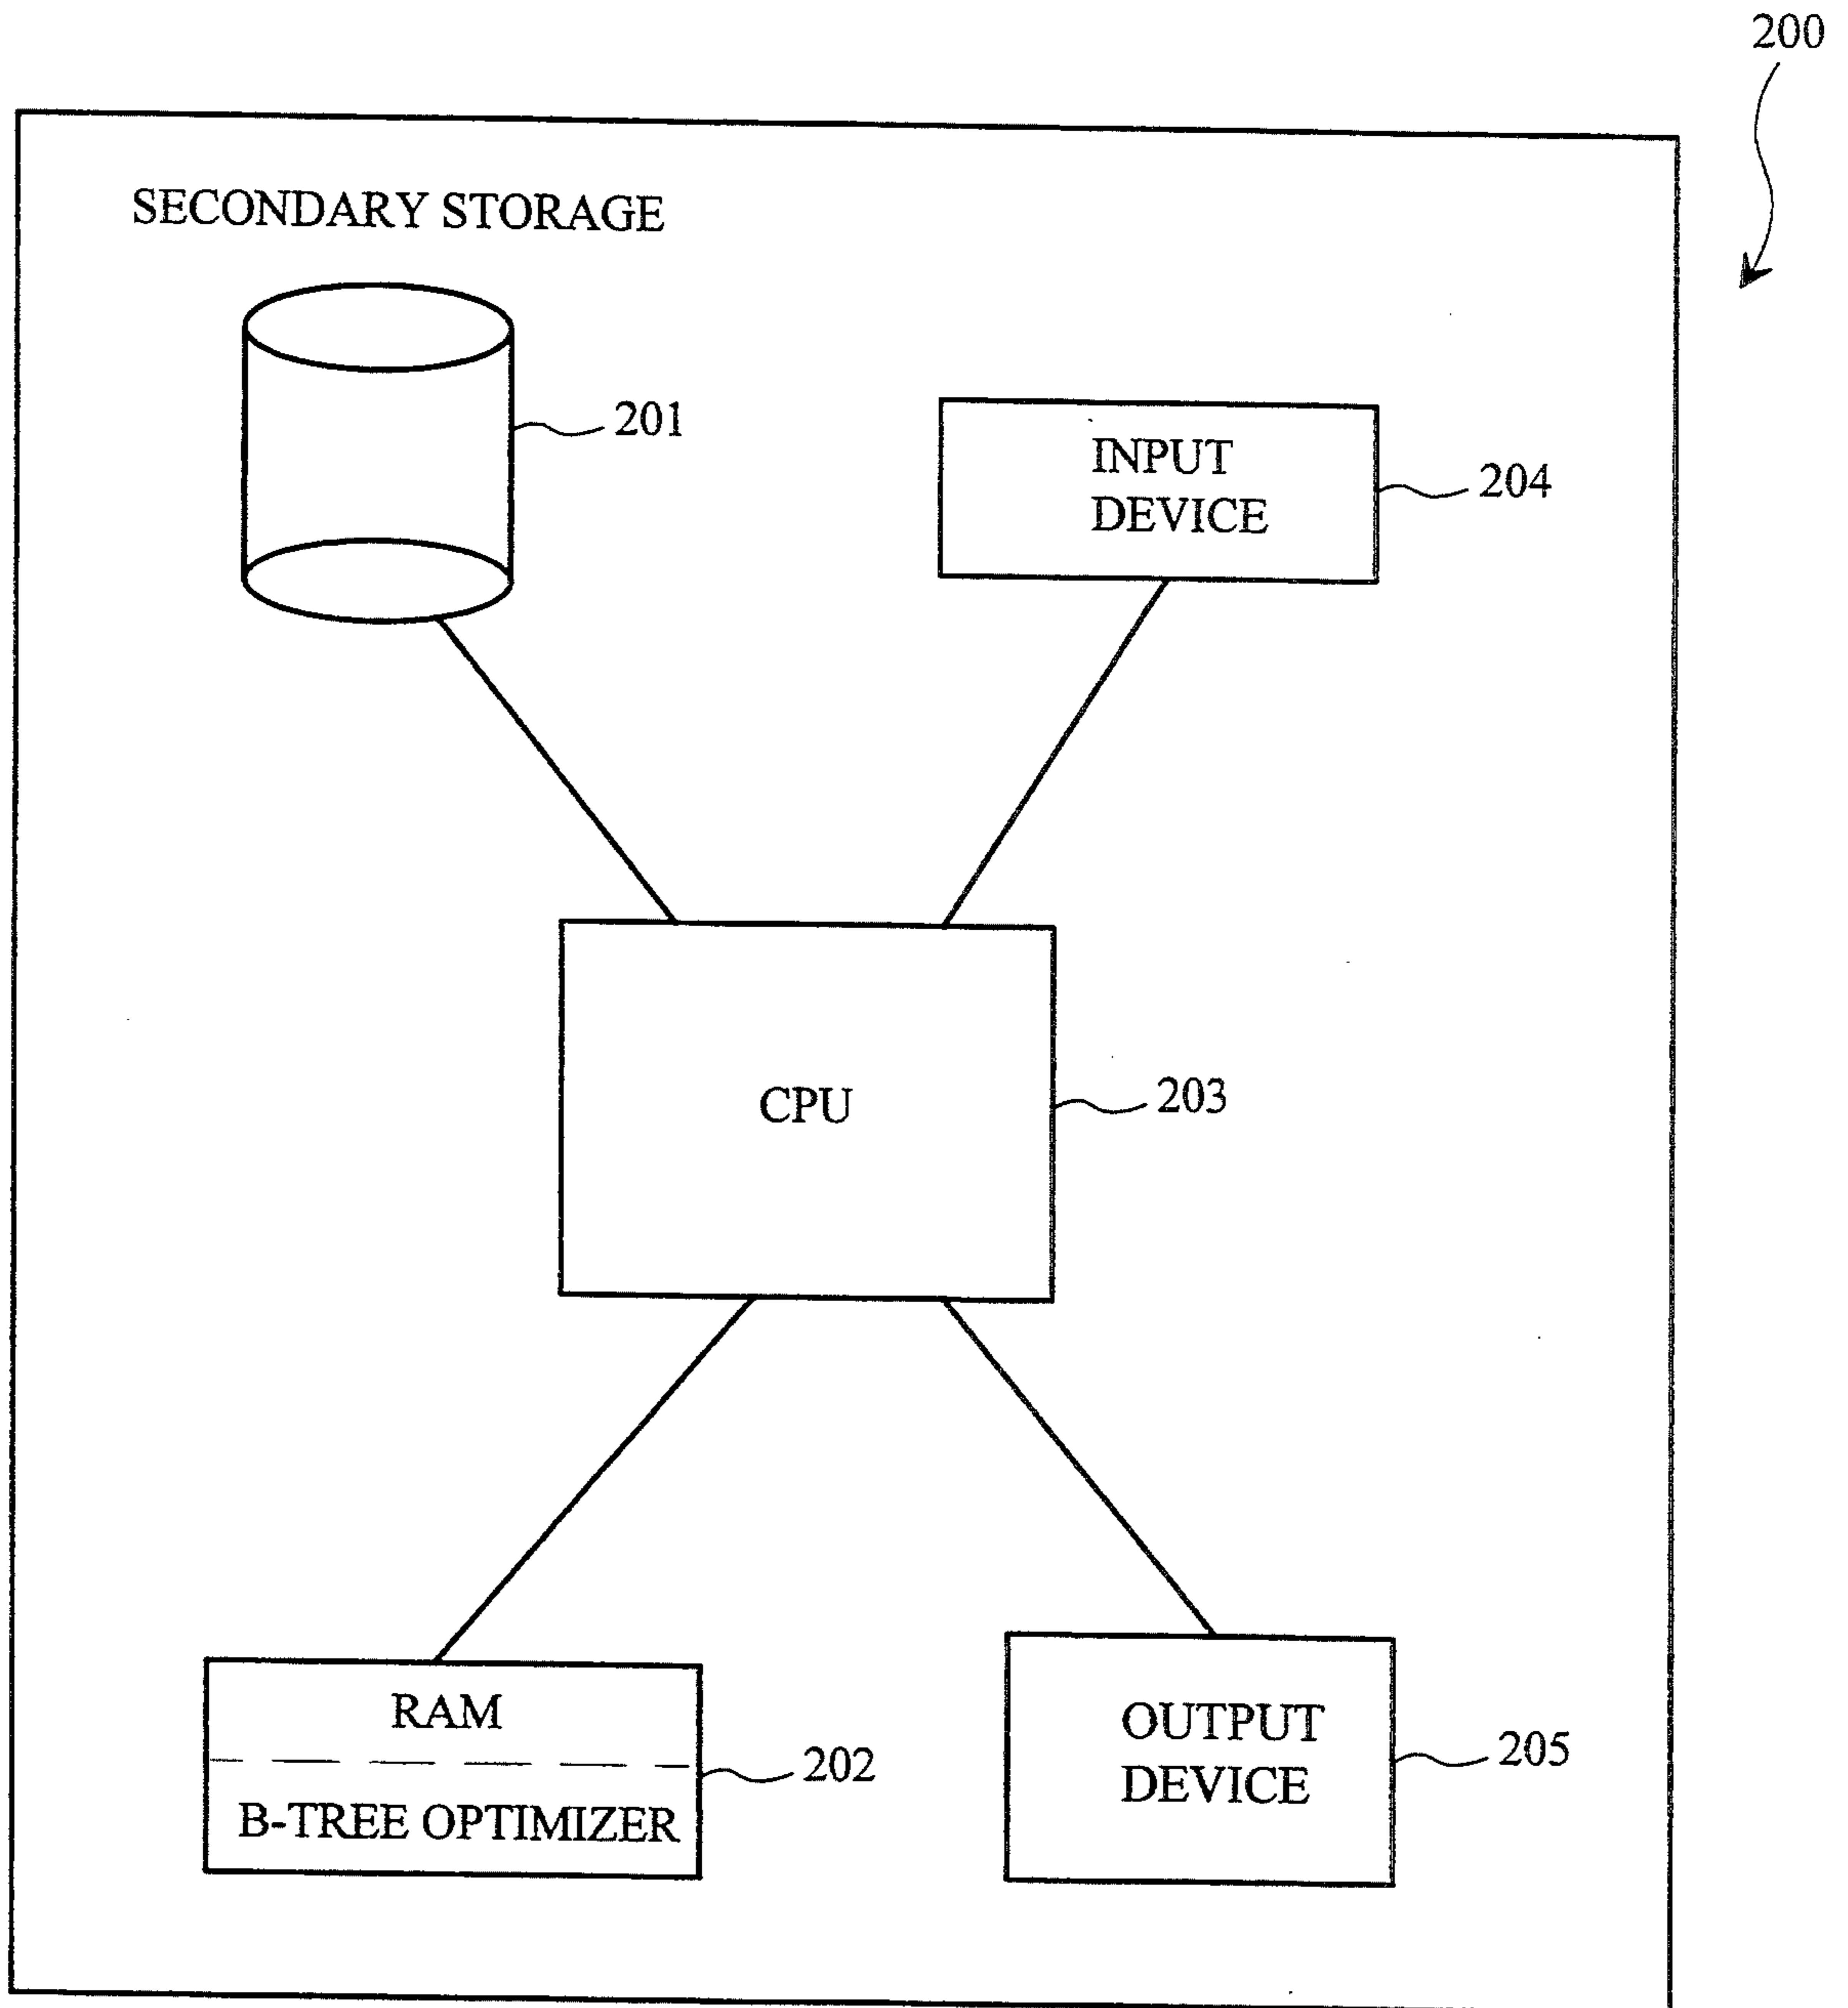 200
SECONDARY STORAGE
201
INPUT
DEVICE
204
CPU
203
RAM
B-TREE OPTIMIZER
202
OUTPUT
DEVICE
205